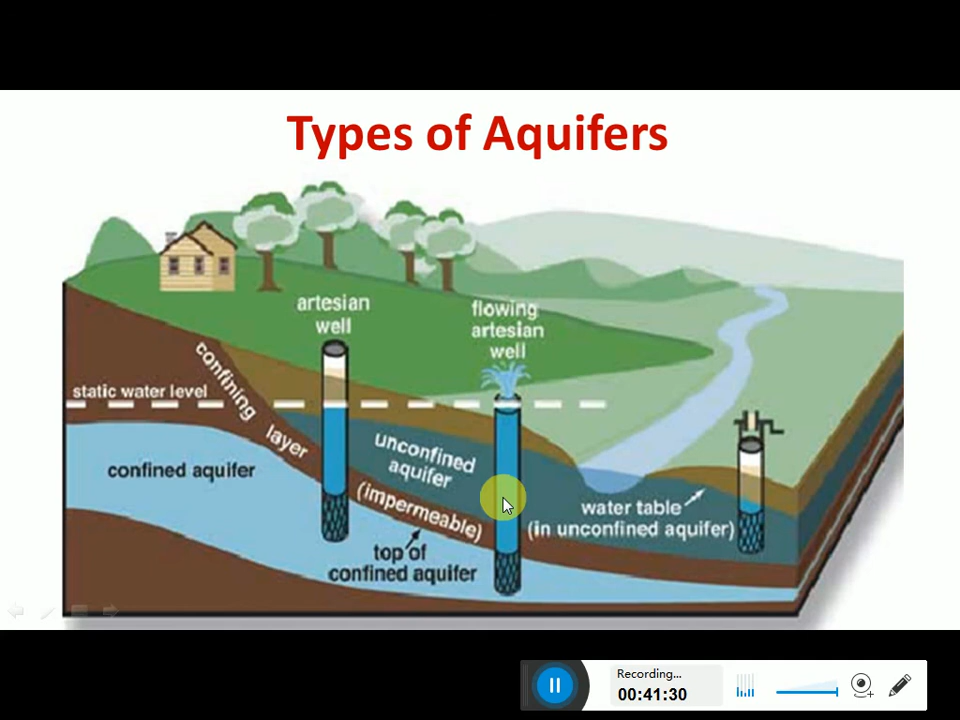 Types of Aquifers
artesian
well
flowing
artesian
well
confining
layer
static water level
confined aquifer
unconfined
aquifer
(impermeable)
top of
confined aquifer
water table
(in unconfined aquifer)
Recording...
00:41:30